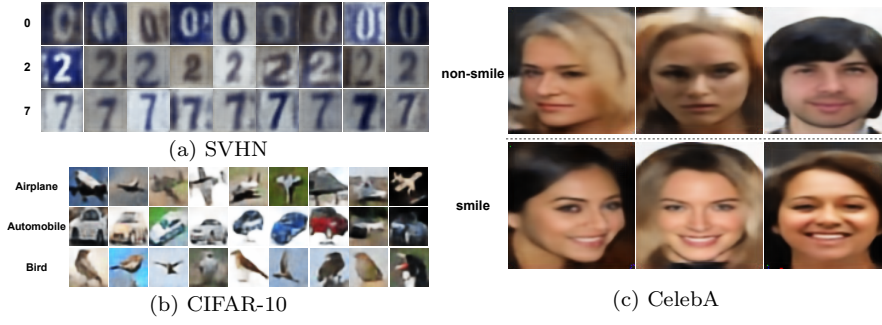 0
2
7
(a) SVHN
Airplane
Automobile
Bird
(b) CIFAR-10
non-smile
smile
(c) CelebA